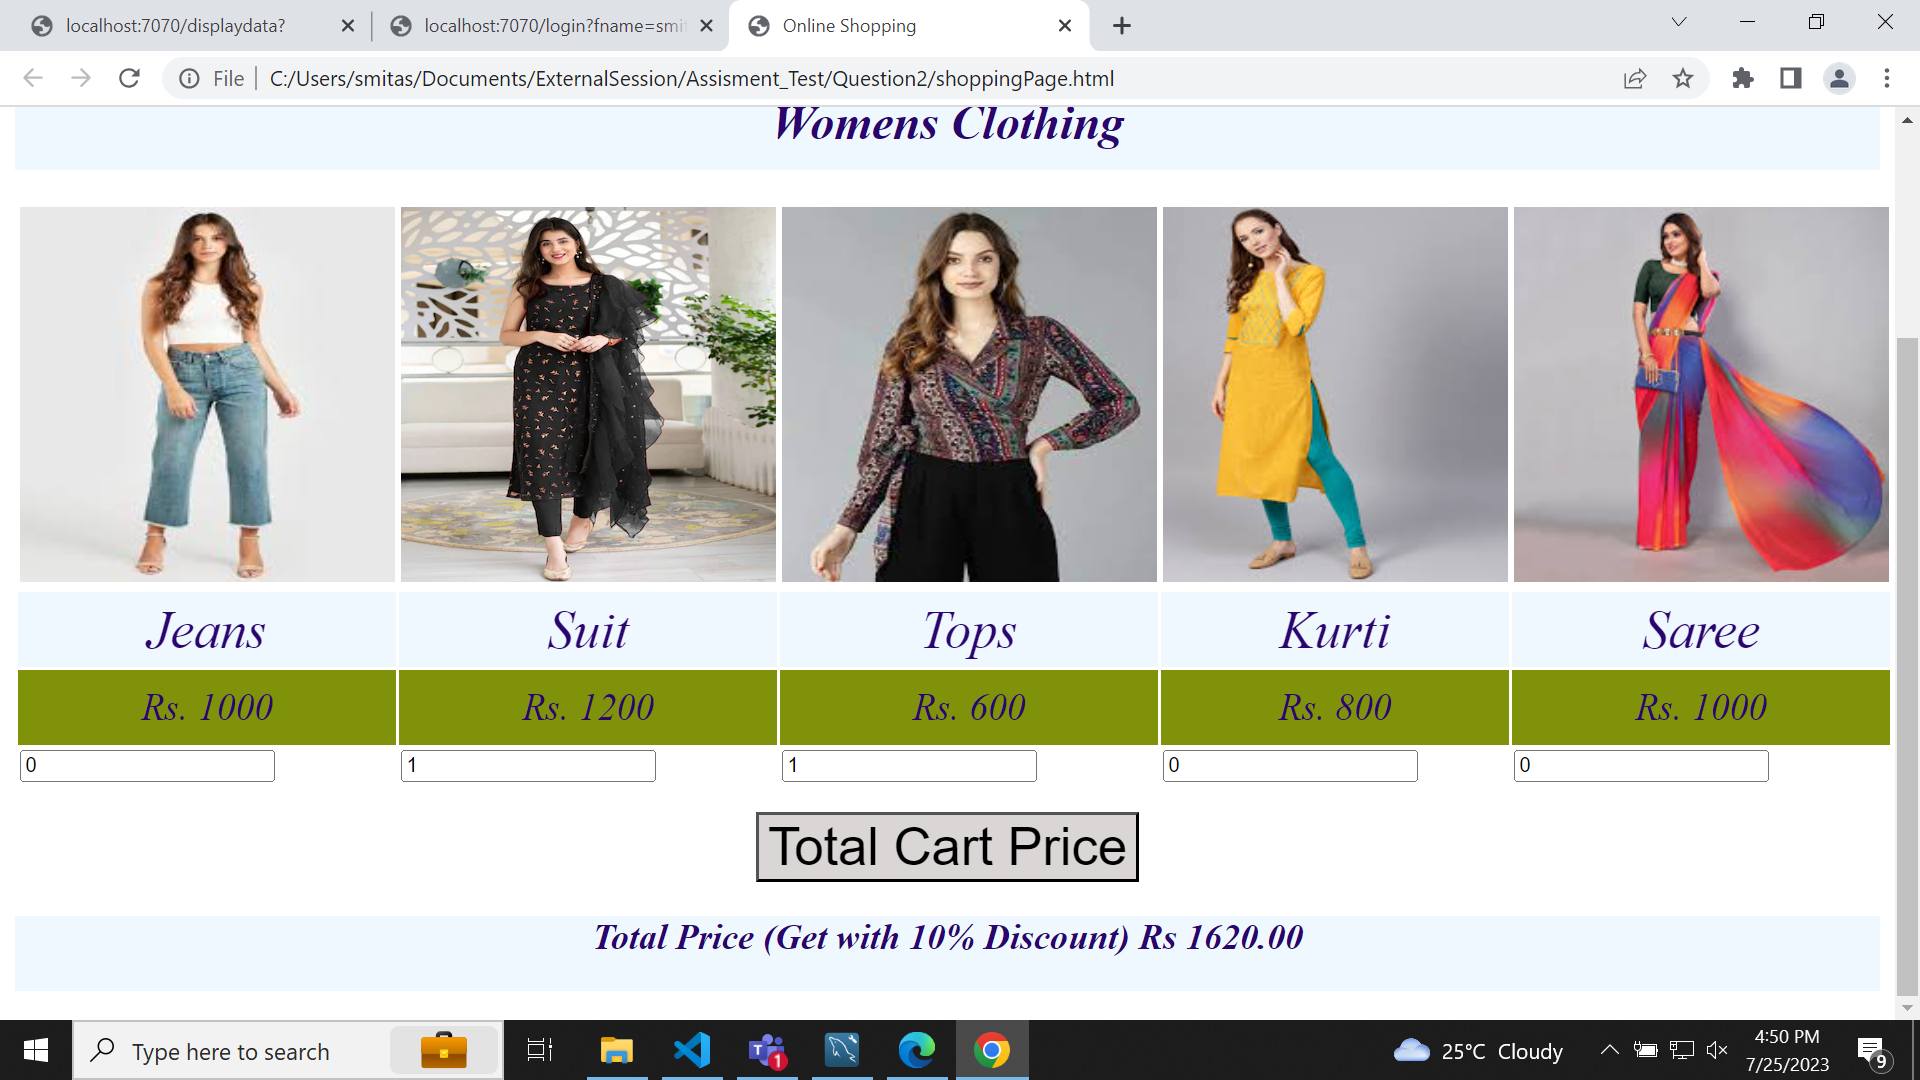 localhost:7070/displaydata?
localhost:7070/login?fname=smi
Online Shopping
File
C:/Users/smitas/Documents/ExternalSession/Assisment_Test/Question2/shoppingPage.html
Womens Clothing
Jeans
Suit
Tops
Kurti
Saree
Rs. 1000
Rs. 1200
Rs. 600
Rs. 800
Rs. 1000
0
1
1
0
0
Total Cart Price
Total Price (Get with 10% Discount) Rs 1620.00
Type here to search
T
1
25°C Cloudy
4:50 PM
7/25/2023
9